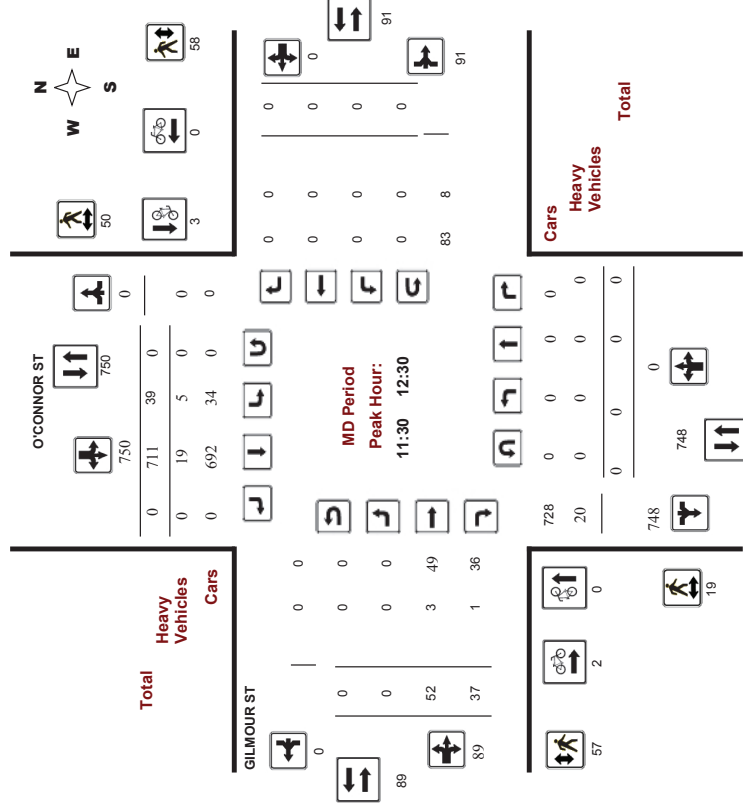 91
N
W E
S
58
0
3
50
0
91
O'CONNOR ST
750
750
0
0 711 39 0
0 19 5 0 0
0 692 34 0 0
Total
Heavy
Vehicles
Cars
0 0 0
0 0 0
0 0 0
0 0 0
83 8
MD Period
Peak Hour:
11:30 12:30
GILMOUR ST
0
0 0
0 0 0
0 0 0
52 3 49
37 1 36
89
89
728 0 0 0 0
20 0 0 0 0
0 0 0 0
748
748
0
Cars
Heavy
Vehicles
Total
0
2
57
19